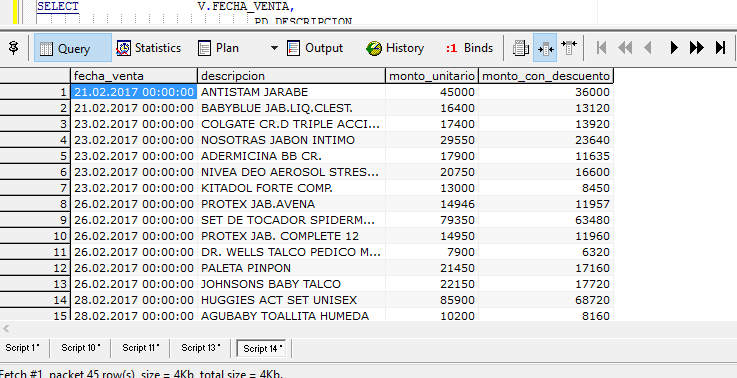 SELECT V.FECHA_VENTA,
PD.DESCRIPCION
Query Statistics Plan Output History :1 Binds
fecha_venta descripcion monto_unitario monto_con_descuento
1 21.02.2017 00:00:00 ANTISTAM JARABE 45000 36000
2 21.02.2017 00:00:00 BABYBLUE JAB.LIQ.CLEST. 16400 13120
3 23.02.2017 00:00:00 COLGATE CR.D TRIPLE ACCI... 17400 13920
4 23.02.2017 00:00:00 NOSOTRAS JABON INTIMO 29550 23640
5 23.02.2017 00:00:00 ADERMICINA BB CR. 17900 11635
6 23.02.2017 00:00:00 NIVEA DEO AEROSOL STRES... 20750 16600
7 23.02.2017 00:00:00 KITADOL FORTE COMP. 13000 8450
8 26.02.2017 00:00:00 PROTEX JAB.AVENA 14946 11957
9 26.02.2017 00:00:00 SET DE TOCADOR SPIDERM... 79350 63480
10 26.02.2017 00:00:00 PROTEX JAB. COMPLETE 12 14950 11960
11 26.02.2017 00:00:00 DR. WELLS TALCO PEDICO M... 7900 6320
12 26.02.2017 00:00:00 PALETA PINPON 21450 17160
13 26.02.2017 00:00:00 JOHNSONS BABY TALCO 22150 17720
14 28.02.2017 00:00:00 HUGGIES ACT SET UNISEX 85900 68720
15 28.02.2017 00:00:00 AGUBABY TOALLITA HUMEDA 10200 8160
Script 1* Script 10* Script 11* Script 13* Script 14*
Fetch #1, packet 45 row(s), size = 4Kb, total size = 4Kb.